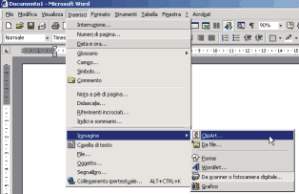 Documento1 - Microsoft Word
File Modifica Visualizza Inserisci Formato Strumenti Tabella Finestra ? Acrobat
Interruzione...
Numeri di pagina...
Data e ora...
90%
Normale Times
Glossario
Campo...
Simbolo...
Commento
Nota a piè di pagina...
Didascalia...
Riferimenti incrociati...
Indici e sommario...
Immagine
ClipArt...
Casella di testo
Da file...
File...
Forme
Oggetto...
WordArt...
Segnalibro...
Da scanner o fotocamera digitale...
Collegamento ipertestuale... ALT+CTRL+K
Grafico